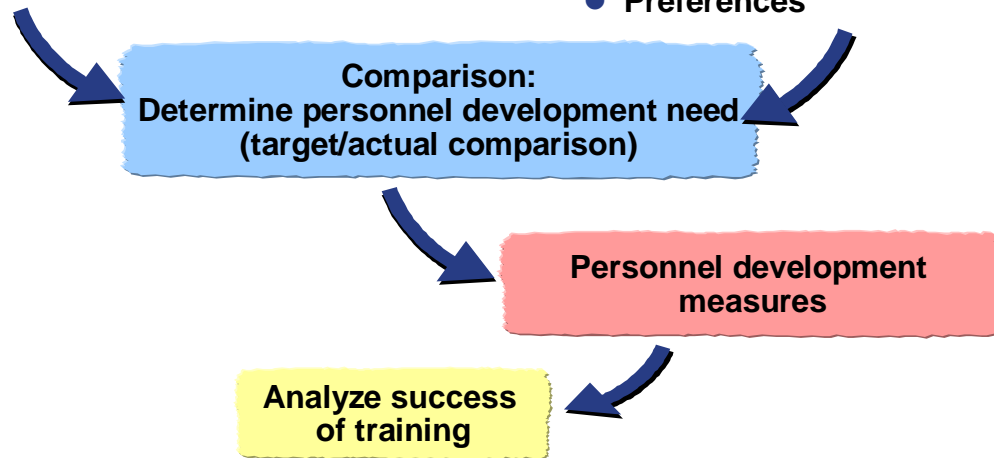 ● Preferences
Comparison:
Determine personnel development need
(target/actual comparison)
Personnel development
measures
Analyze success
of training